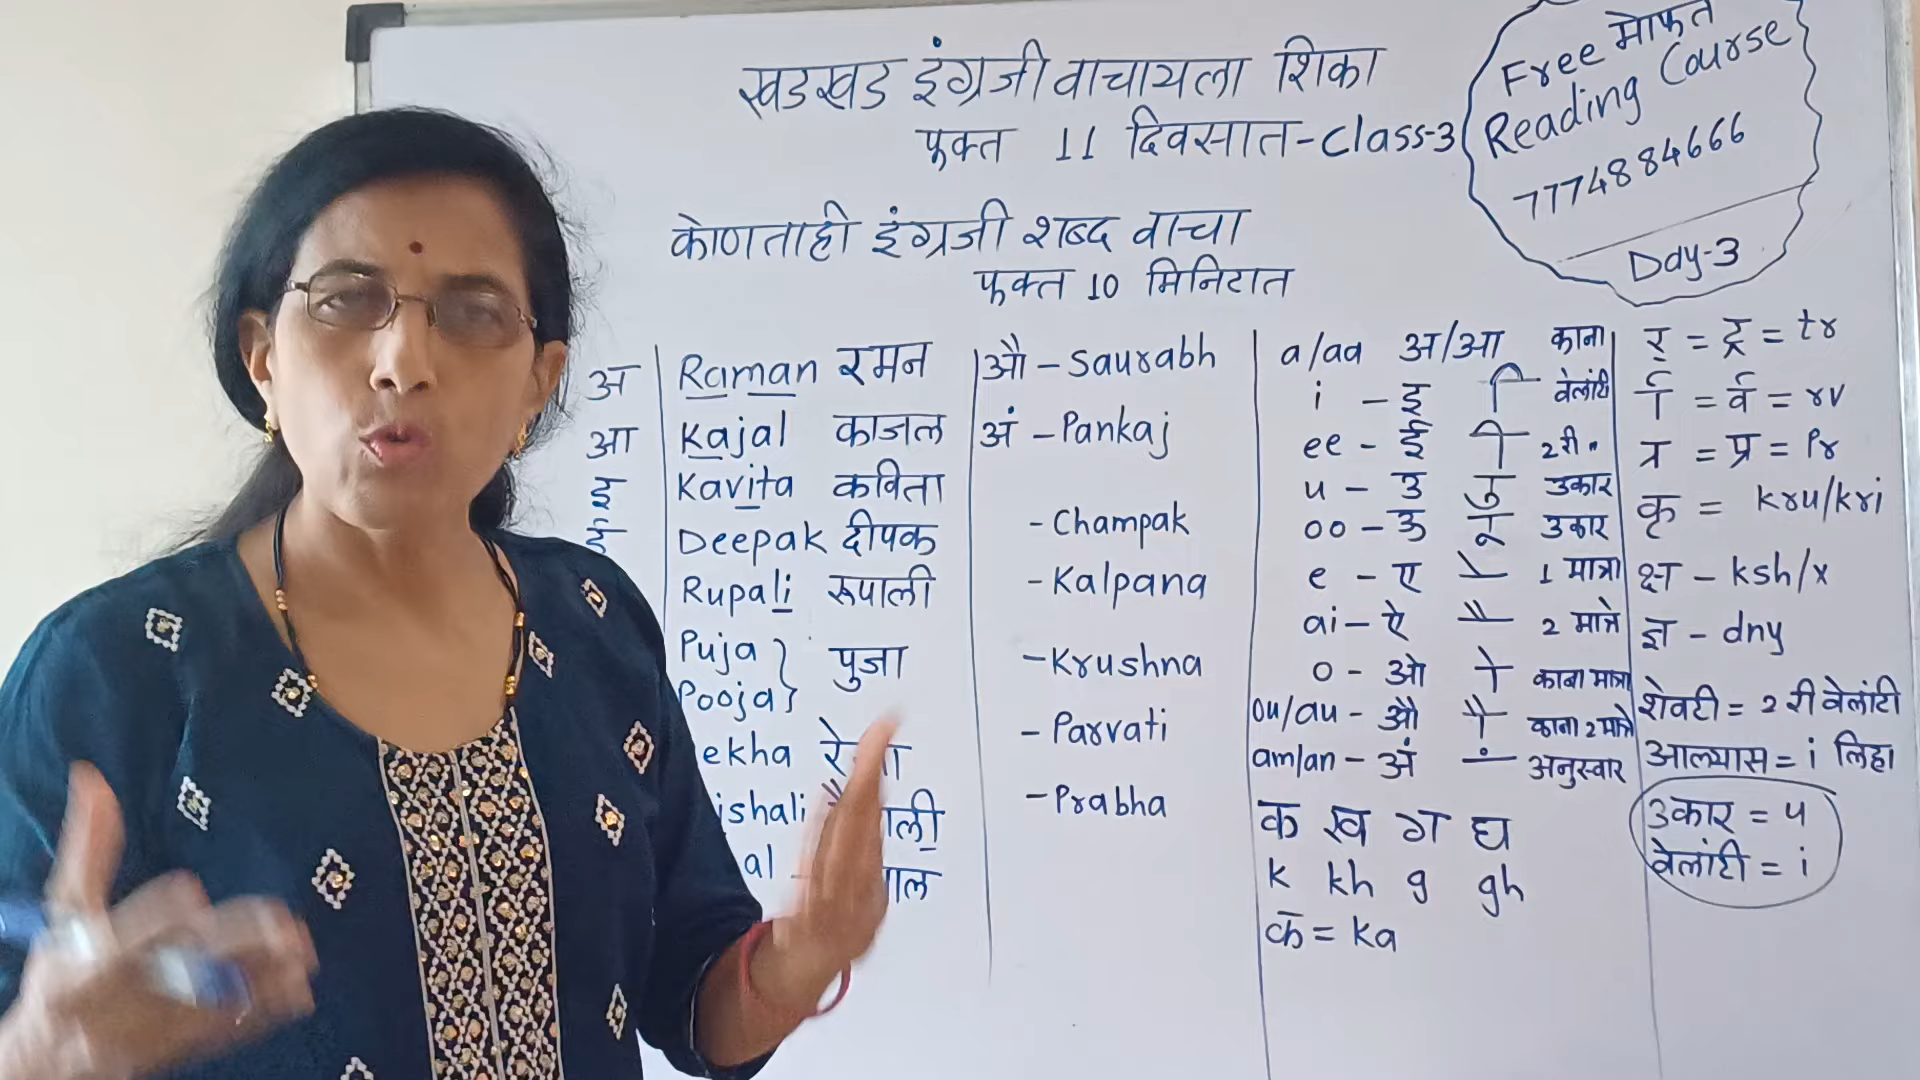 खडखड इंग्रजी वाचायला शिका
फक्त 11 दिवसात-Class-3
Free मोफत
Reading Course
7774884666
Day-3
कोणताही इंग्रजी शब्द वाचा
फक्त 10 मिनिटात
अ Raman रमन
आ Kajal काजल
इ Kavita कविता
ई Deepak दीपक
Rupali रूपाली
Puja
Pooja
पुजा
ekha
ishali
al
औ - Saurabh
अं - Pankaj
- Champak
- Kalpana
- Krushna
- Parvati
- Prabha
a/aa अ/आ काना
i - इ वेलांटी
ee - ई 2 री "
u - उ उकार
oo - उ उकार
e - ए 1 मात्रा
ai - ऐ 2 मात्रे
o - ओ काना मात्रा
ou/au - औ काना 2 मात्रे
am/an - अं अनुस्वार
क ख ग घ
k kh g gh
क = ka
= ट्र = tr
= र्व = rv
= प्र = Pr
कृ = kru/kri
क्ष - ksh/x
ज्ञ - dny
शेवटी = 2 री वेलांटी
आल्यास = i लिहा
उकार = u
वेलांटी = i